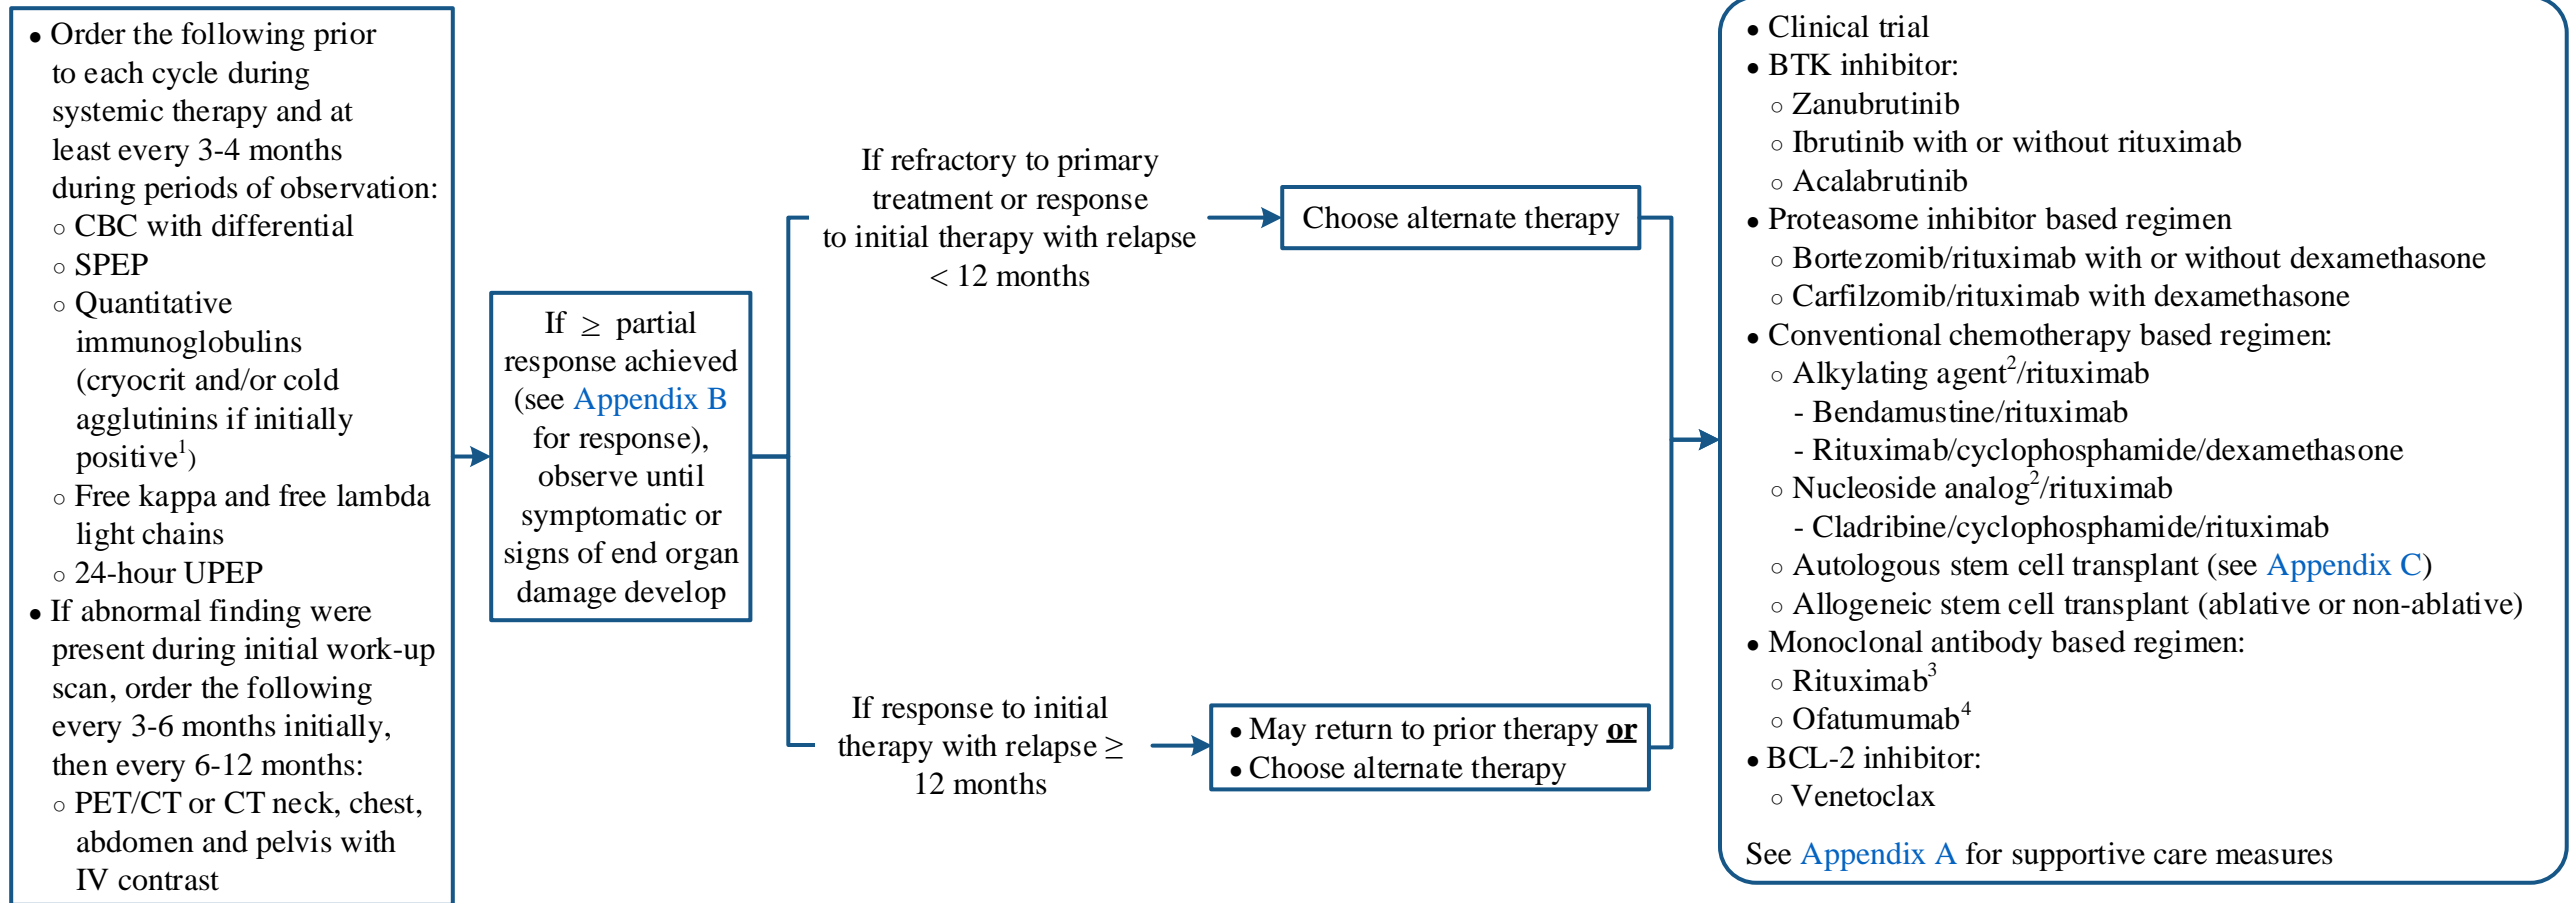 • Order the following prior
to each cycle during
systemic therapy and at
least every 3-4 months
during periods of observation:
○ CBC with differential
○ SPEP
○ Quantitative
immunoglobulins
(cryocrit and/or cold
agglutinins if initially
positive¹)
○ Free kappa and free lambda
light chains
○ 24-hour UPEP
• If abnormal finding were
present during initial work-up
scan, order the following
every 3-6 months initially,
then every 6-12 months:
○ PET/CT or CT neck, chest,
abdomen and pelvis with
IV contrast
If ≥ partial
response achieved
(see Appendix B
for response),
observe until
symptomatic or
signs of end organ
damage develop
If refractory to primary
treatment or response
to initial therapy with relapse
< 12 months
Choose alternate therapy
If response to initial
therapy with relapse ≥
12 months
• May return to prior therapy or
• Choose alternate therapy
• Clinical trial
• BTK inhibitor:
○ Zanubrutinib
○ Ibrutinib with or without rituximab
○ Acalabrutinib
• Proteasome inhibitor based regimen
○ Bortezomib/rituximab with or without dexamethasone
○ Carfilzomib/rituximab with dexamethasone
• Conventional chemotherapy based regimen:
○ Alkylating agent²/rituximab
- Bendamustine/rituximab
- Rituximab/cyclophosphamide/dexamethasone
○ Nucleoside analog²/rituximab
- Cladribine/cyclophosphamide/rituximab
○ Autologous stem cell transplant (see Appendix C)
○ Allogeneic stem cell transplant (ablative or non-ablative)
• Monoclonal antibody based regimen:
○ Rituximab³
○ Ofatumumab⁴
• BCL-2 inhibitor:
○ Venetoclax
See Appendix A for supportive care measures